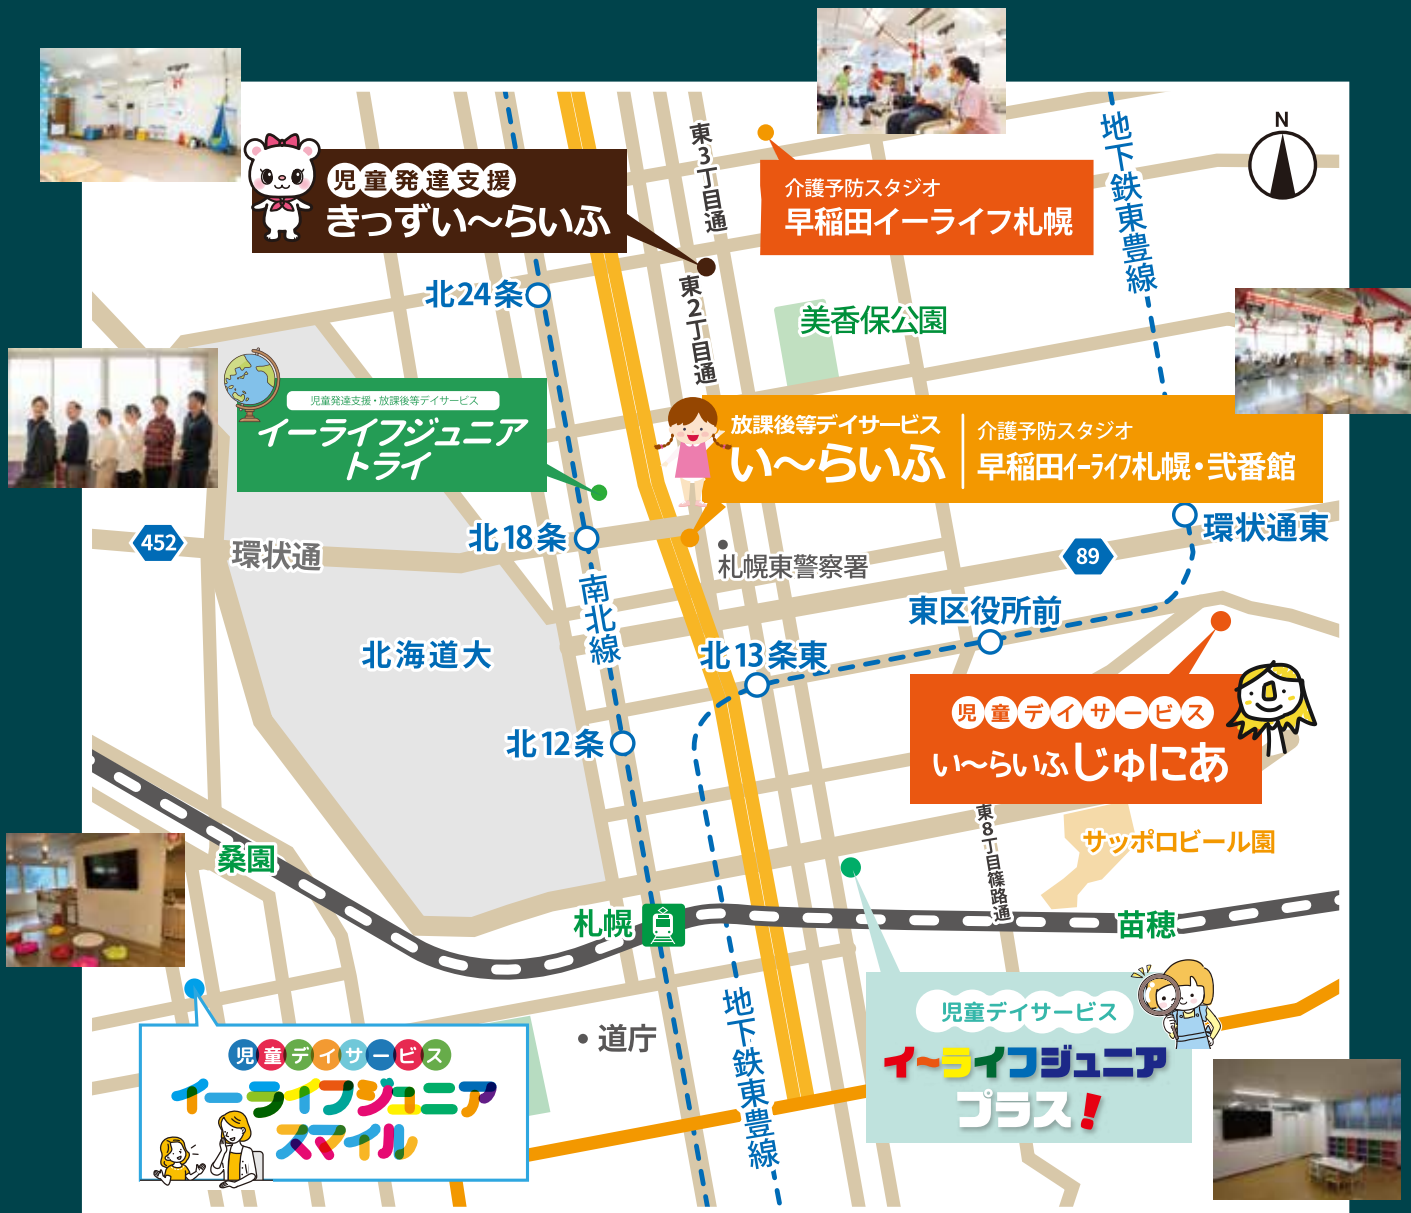 N
児童発達支援
きっずい〜らいふ
東3丁目通
介護予防スタジオ
早稲田イーライフ札幌
地下鉄東豊線
北24条
東2丁目通
美香保公園
児童発達支援・放課後等デイサービス
イーライフジュニア
トライ
放課後等デイサービス
い〜らいふ
介護予防スタジオ
早稲田イーライフ札幌・弐番館
452
環状通
北18条
札幌東警察署
89
環状通東
南北線
東区役所前
北海道大
北13条東
北12条
児童デイサービス
い〜らいふじゅにあ
東8丁目篠路通
サッポロビール園
桑園
札幌
苗穂
地下鉄東豊線
道庁
児童デイサービス
イーライフジュニア
スマイル
児童デイサービス
イ〜ライフジュニア
プラス!